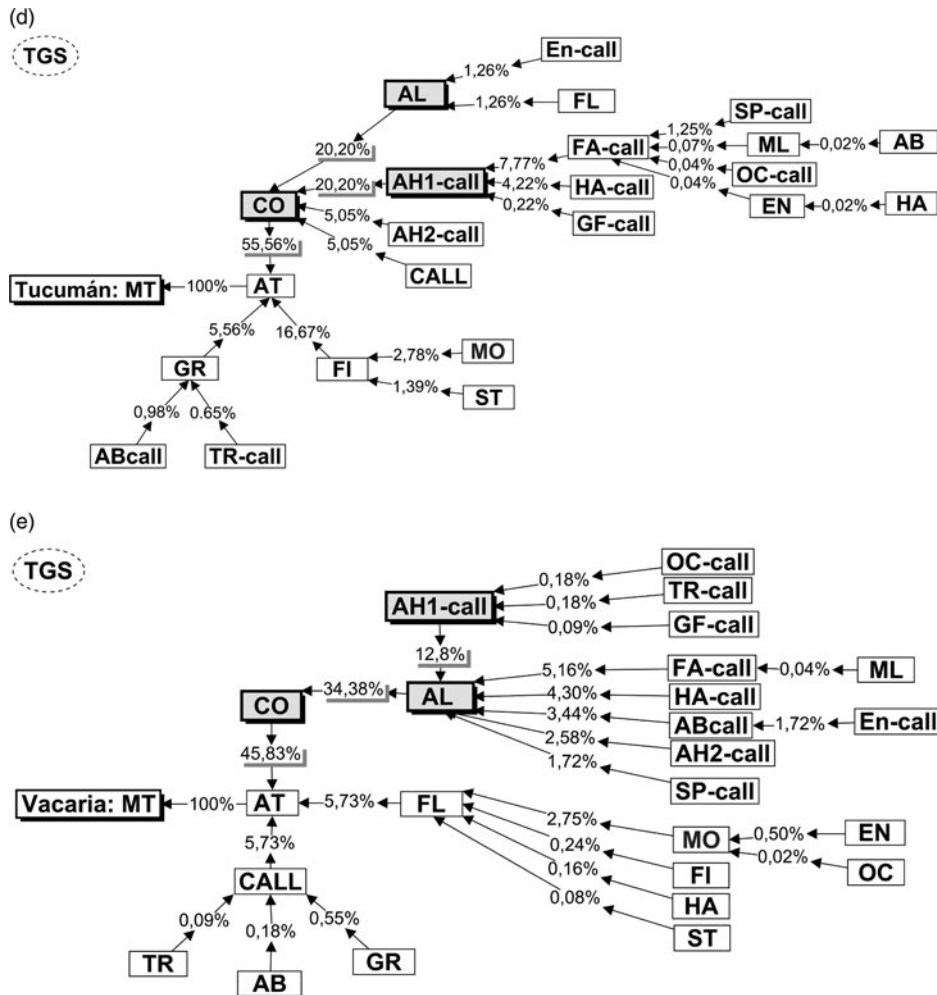 (d)
TGS
En-call
1,26%
AL
1,26%
FL
SP-call
1,25%
FA-call
0,07%
ML
0,02%
AB
20,20%
7,77%
0,04%
OC-call
20,20%
AH1-call
4,22%
HA-call
0,04%
EN
0,02%
HA
CO
0,22%
GF-call
5,05%
AH2-call
55,56%
5,05%
CALL
Tucumán: MT
100%
AT
5,56%
16,67%
GR
FI
2,78%
MO
1,39%
ST
0,98%
0.65%
ABcall
TR-call
(e)
TGS
OC-call
0,18%
AH1-call
0,18%
TR-call
0,09%
GF-call
12,8%
5,16%
FA-call
0,04%
ML
CO
34,38%
AL
4,30%
HA-call
3,44%
ABcall
1,72%
En-call
45,83%
2,58%
AH2-call
1,72%
SP-call
Vacaria: MT
100%
AT
5,73%
FL
2,75%
MO
0,50%
EN
5,73%
0,24%
0,02%
OC
CALL
0,16%
FI
0,08%
HA
0,09%
0,18%
0,55%
ST
TR
AB
GR